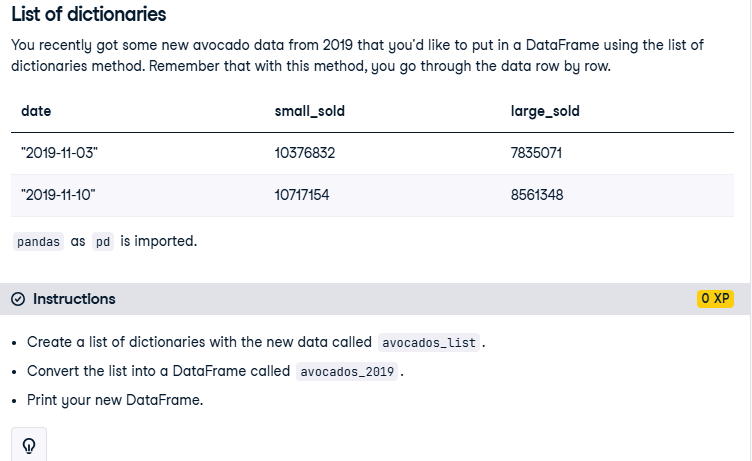 List of dictionaries
You recently got some new avocado data from 2019 that you'd like to put in a DataFrame using the list of
dictionaries method. Remember that with this method, you go through the data row by row.
date small_sold large_sold
"2019-11-03" 10376832 7835071
"2019-11-10" 10717154 8561348
pandas as pd is imported.
Instructions 0 XP
• Create a list of dictionaries with the new data called avocados_list.
• Convert the list into a DataFrame called avocados_2019.
• Print your new DataFrame.